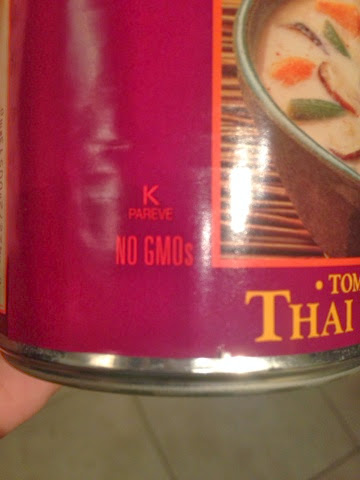 K
PAREVE
NO GMOs
• TOM
THAI